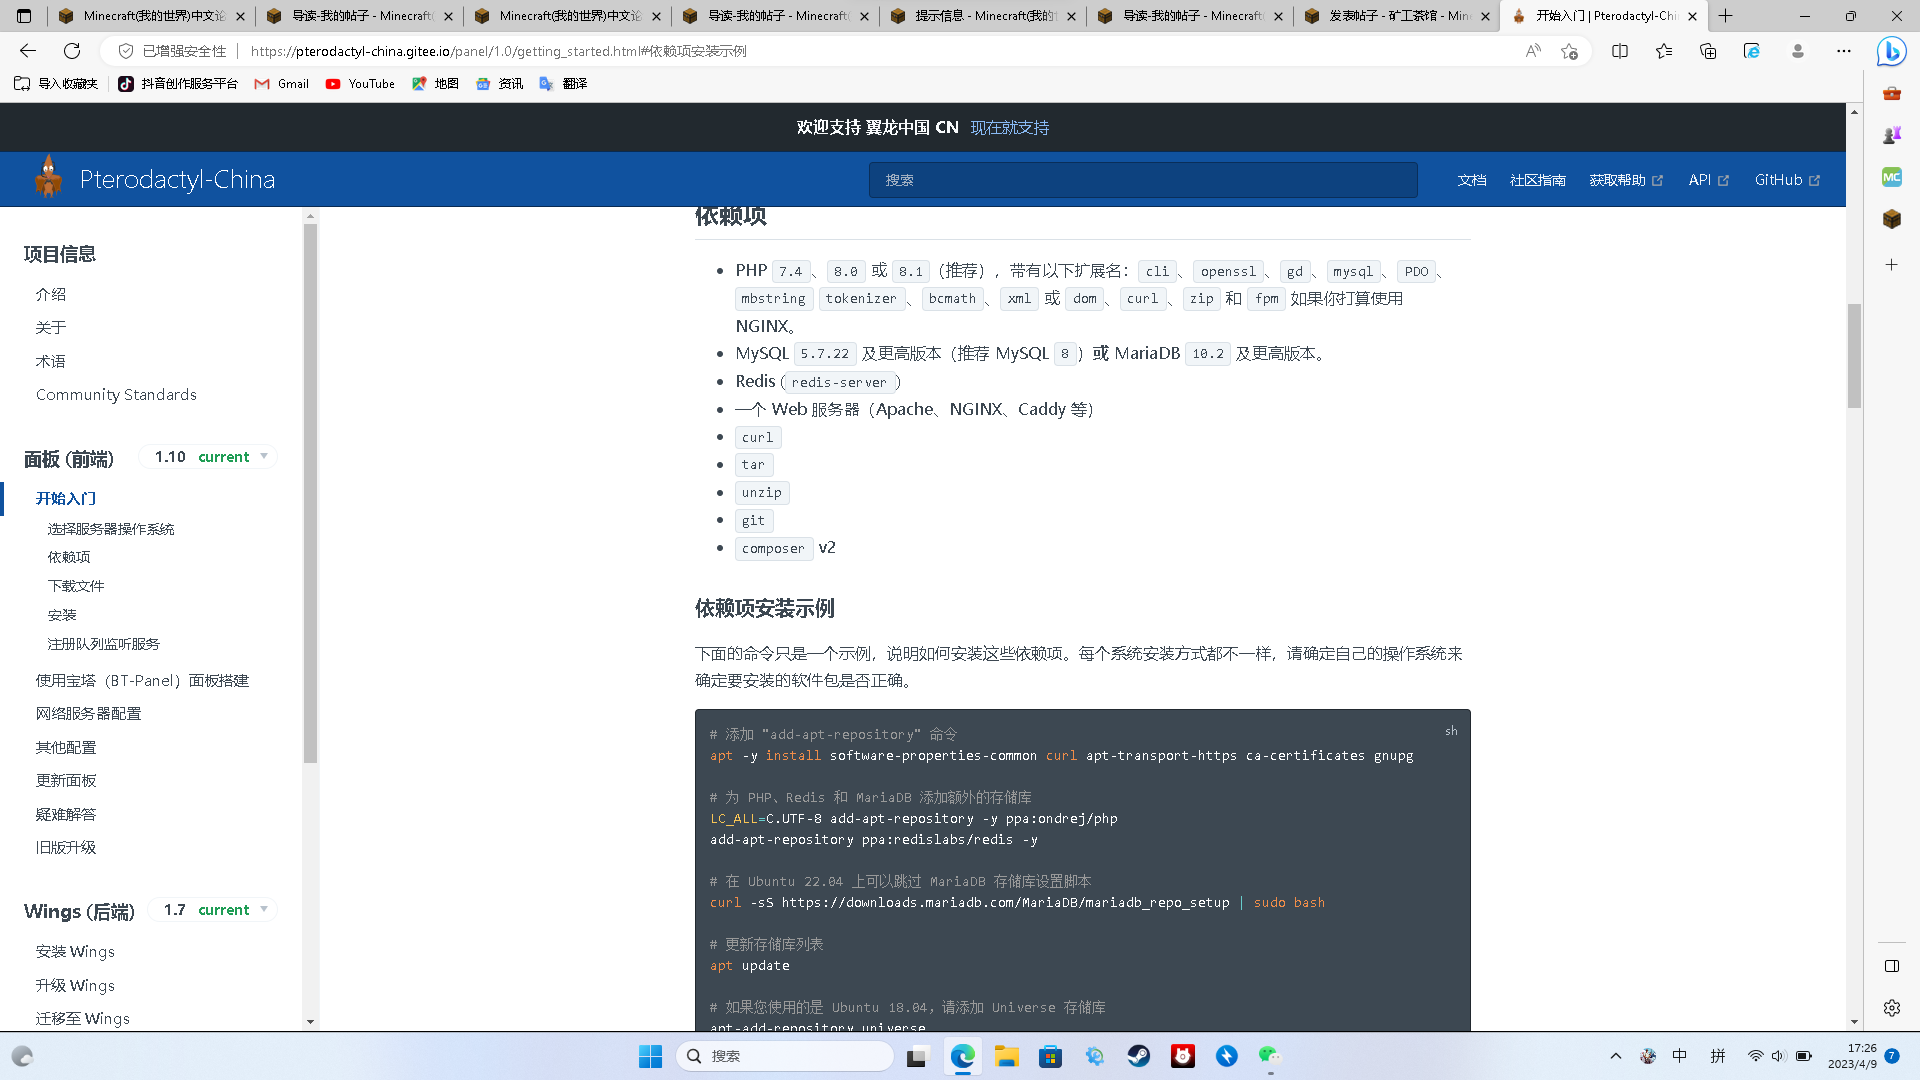 Minecraft(我的世界)中文论
导读-我的帖子 - Minecraft(
Minecraft(我的世界)中文论
导读-我的帖子 - Minecraft(
提示信息 - Minecraft(我的世
导读-我的帖子 - Minecraft(
发表帖子 - 矿工茶馆 - Mine
开始入门 | Pterodactyl-Chi
已增强安全性
https://pterodactyl-china.gitee.io/panel/1.0/getting_started.html#依赖项安装示例
导入收藏夹
抖音创作服务平台
Gmail
YouTube
地图
资讯
翻译
欢迎支持 翼龙中国 CN 现在就支持
Pterodactyl-China
搜索
文档
社区指南
获取帮助
API
GitHub
项目信息
介绍
关于
术语
Community Standards
面板 (前端)
1.10 current
开始入门
选择服务器操作系统
依赖项
下载文件
安装
注册队列监听服务
使用宝塔（BT-Panel）面板搭建
网络服务器配置
其他配置
更新面板
疑难解答
旧版升级
Wings (后端)
1.7 current
安装 Wings
升级 Wings
迁移至 Wings
依赖项
PHP 7.4 、 8.0 或 8.1（推荐），带有以下扩展名：cli、openssl、gd、mysql、PDO、
mbstring tokenizer、bcmath、xml 或 dom、curl、zip 和 fpm 如果你打算使用
NGINX。
MySQL 5.7.22 及更高版本（推荐 MySQL 8）或 MariaDB 10.2 及更高版本。
Redis (redis-server)
一个 Web 服务器（Apache、NGINX、Caddy 等）
curl
tar
unzip
git
composer v2
依赖项安装示例
下面的命令只是一个示例，说明如何安装这些依赖项。每个系统安装方式都不一样，请确定自己的操作系统来
确定要安装的软件包是否正确。
sh
# 添加 "add-apt-repository" 命令
apt -y install software-properties-common curl apt-transport-https ca-certificates gnupg
# 为 PHP、Redis 和 MariaDB 添加额外的存储库
LC_ALL=C.UTF-8 add-apt-repository -y ppa:ondrej/php
add-apt-repository ppa:redislabs/redis -y
# 在 Ubuntu 22.04 上可以跳过 MariaDB 存储库设置脚本
curl -sS https://downloads.mariadb.com/MariaDB/mariadb_repo_setup | sudo bash
# 更新存储库列表
apt update
# 如果您使用的是 Ubuntu 18.04，请添加 Universe 存储库
apt-add-repository universe
MC
搜索
中
拼
17:26
2023/4/9
7